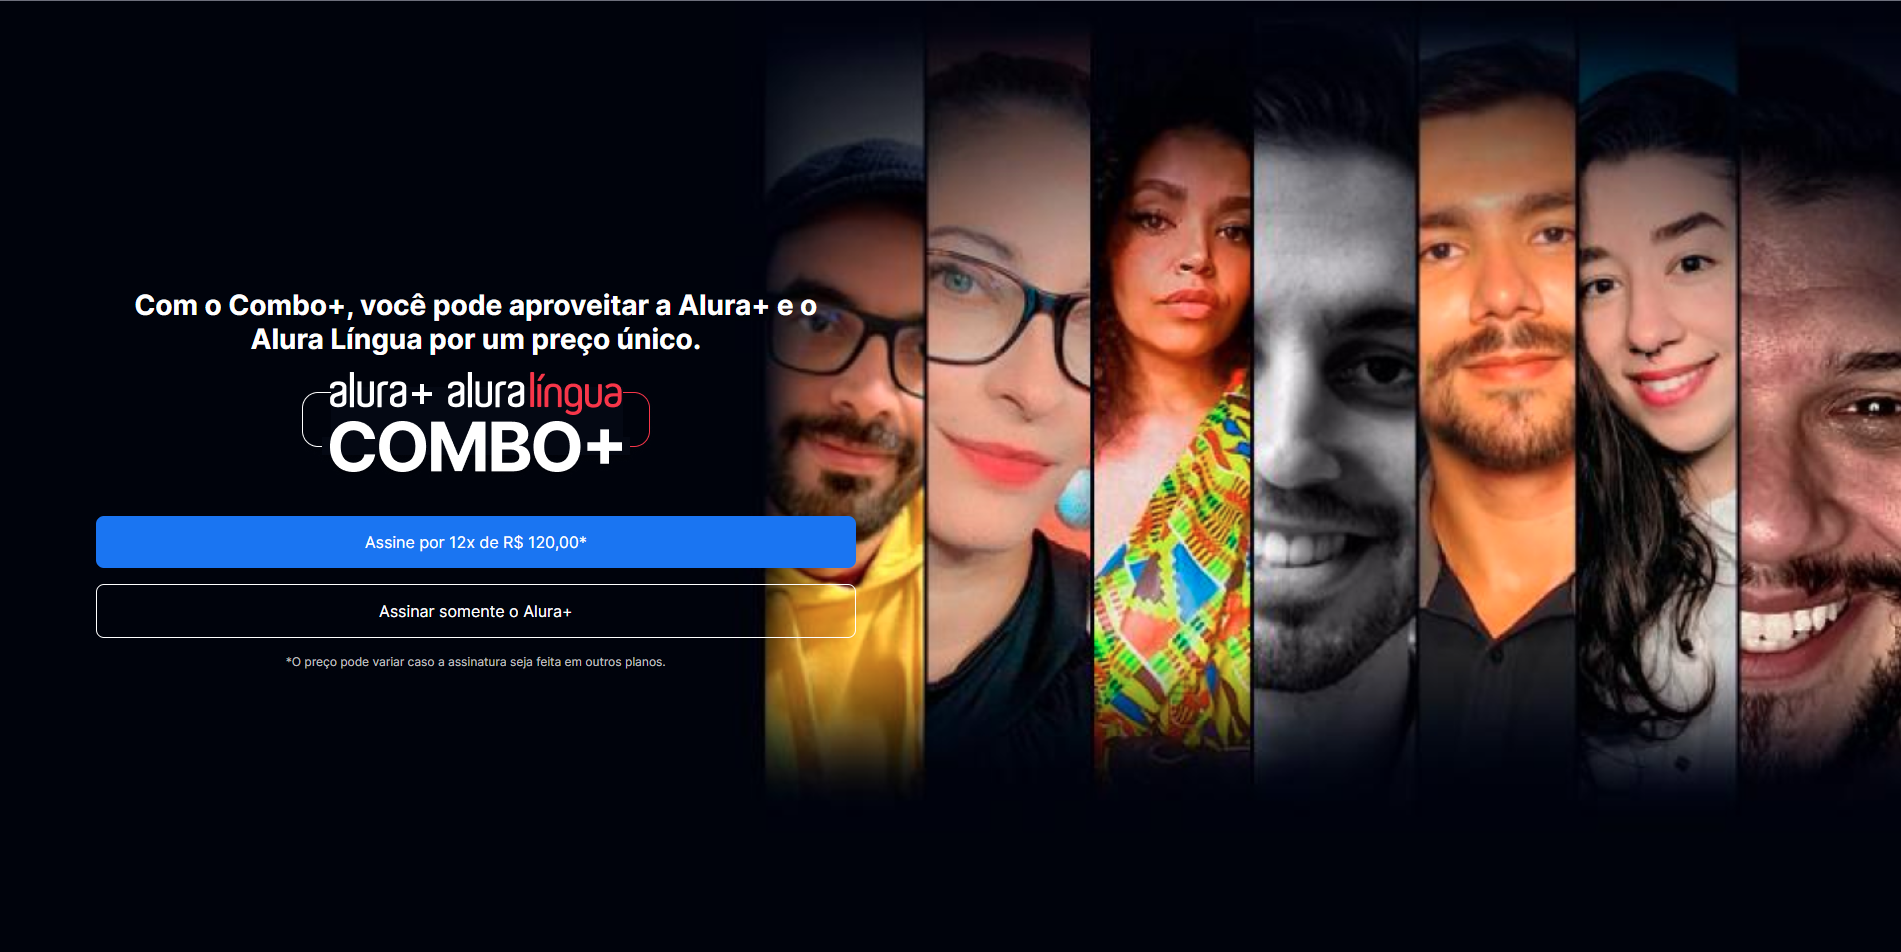 Com o Combo+, você pode aproveitar a Alura+ e o
Alura Língua por um preço único.
alura+ aluralíngua
COMBO+
Assine por 12x de R$ 120,00*
Assinar somente o Alura+
*O preço pode variar caso a assinatura seja feita em outros planos.